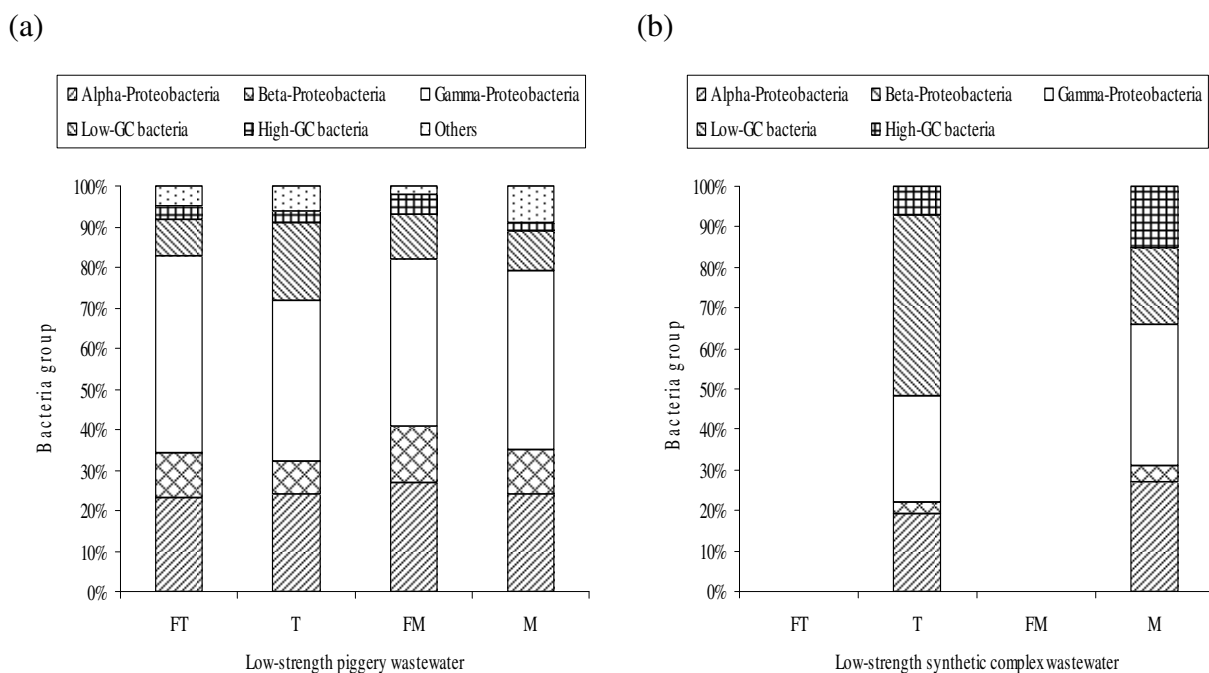 (a)
Alpha-Proteobacteria Beta-Proteobacteria Gamma-Proteobacteria
Low-GC bacteria High-GC bacteria Others
100%
90%
80%
70%
60%
50%
40%
30%
20%
10%
0%
Bacteria group
FT T FM M
Low-strength piggery wastewater
(b)
Alpha-Proteobacteria Beta-Proteobacteria Gamma-Proteobacteria
Low-GC bacteria High-GC bacteria
100%
90%
80%
70%
60%
50%
40%
30%
20%
10%
0%
Bacteria group
FT T FM M
Low-strength synthetic complex wastewater